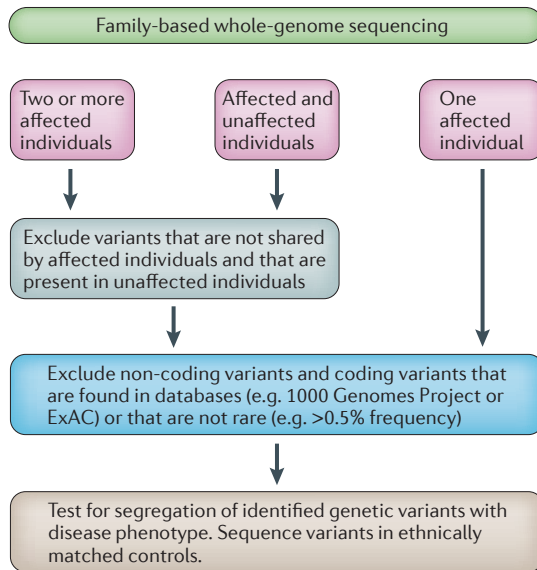 Family-based whole-genome sequencing
Two or more
affected
individuals
Affected and
unaffected
individuals
One
affected
individual
Exclude variants that are not shared
by affected individuals and that are
present in unaffected individuals
Exclude non-coding variants and coding variants that
are found in databases (e.g. 1000 Genomes Project or
ExAC) or that are not rare (e.g. >0.5% frequency)
Test for segregation of identified genetic variants with
disease phenotype. Sequence variants in ethnically
matched controls.